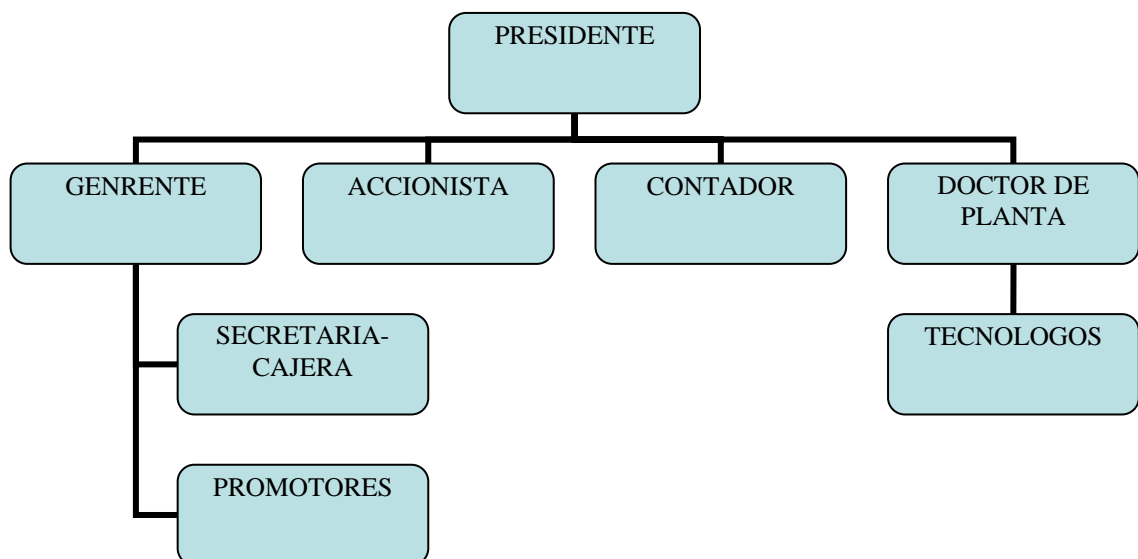 PRESIDENTE
GENRENTE
ACCIONISTA
CONTADOR
DOCTOR DE
PLANTA
SECRETARIA-
CAJERA
TECNOLOGOS
PROMOTORES